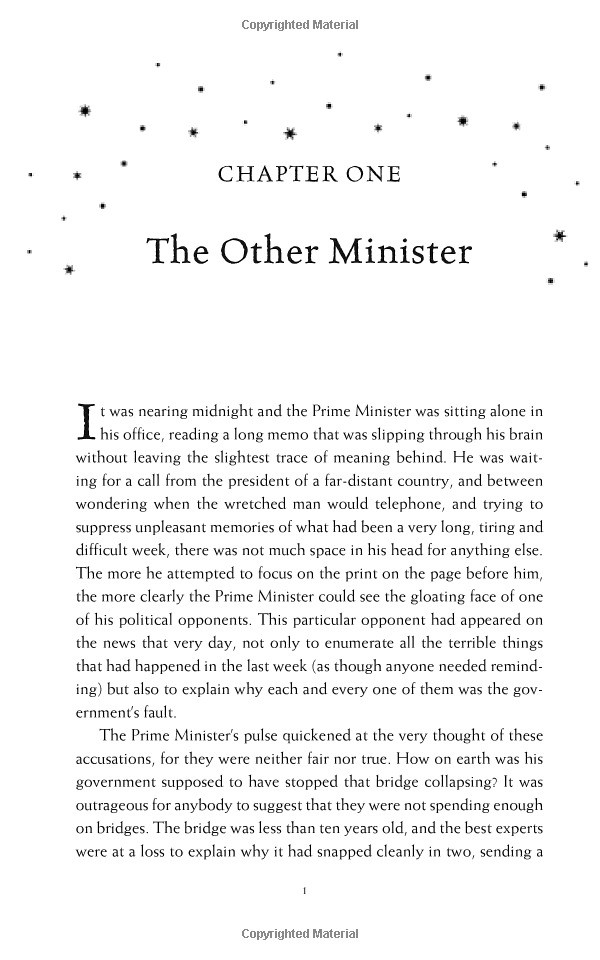 Copyrighted Material
CHAPTER ONE
The Other Minister
It was nearing midnight and the Prime Minister was sitting alone in
his office, reading a long memo that was slipping through his brain
without leaving the slightest trace of meaning behind. He was wait-
ing for a call from the president of a far-distant country, and between
wondering when the wretched man would telephone, and trying to
suppress unpleasant memories of what had been a very long, tiring and
difficult week, there was not much space in his head for anything else.
The more he attempted to focus on the print on the page before him,
the more clearly the Prime Minister could see the gloating face of one
of his political opponents. This particular opponent had appeared on
the news that very day, not only to enumerate all the terrible things
that had happened in the last week (as though anyone needed remind-
ing) but also to explain why each and every one of them was the gov-
ernment's fault.
The Prime Minister's pulse quickened at the very thought of these
accusations, for they were neither fair nor true. How on earth was his
government supposed to have stopped that bridge collapsing? It was
outrageous for anybody to suggest that they were not spending enough
on bridges. The bridge was less than ten years old, and the best experts
were at a loss to explain why it had snapped cleanly in two, sending a
1
Copyrighted Material